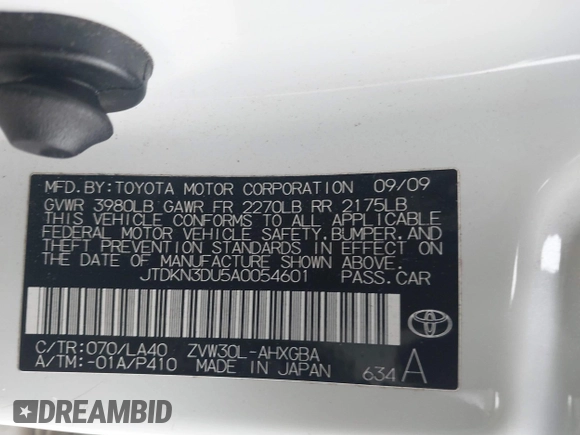 MFD.BY:TOYOTA MOTOR CORPORATION 09/09
GVWR 3980LB GAWR FR 2270LB RR 2175LB
THIS VEHICLE CONFORMS TO ALL APPLICABLE
FEDERAL MOTOR VEHICLE SAFETY,BUMPER,AND
THEFT PREVENTION STANDARDS IN EFFECT ON
THE DATE OF MANUFACTURE SHOWN ABOVE.
JTDKN3DU5A0054601 PASS.CAR
C/TR:070/LA40 ZVW30L-AHXGBA
A/TM:-01A/P410 MADE IN JAPAN 634 A
TOYOTA
DREAMBID